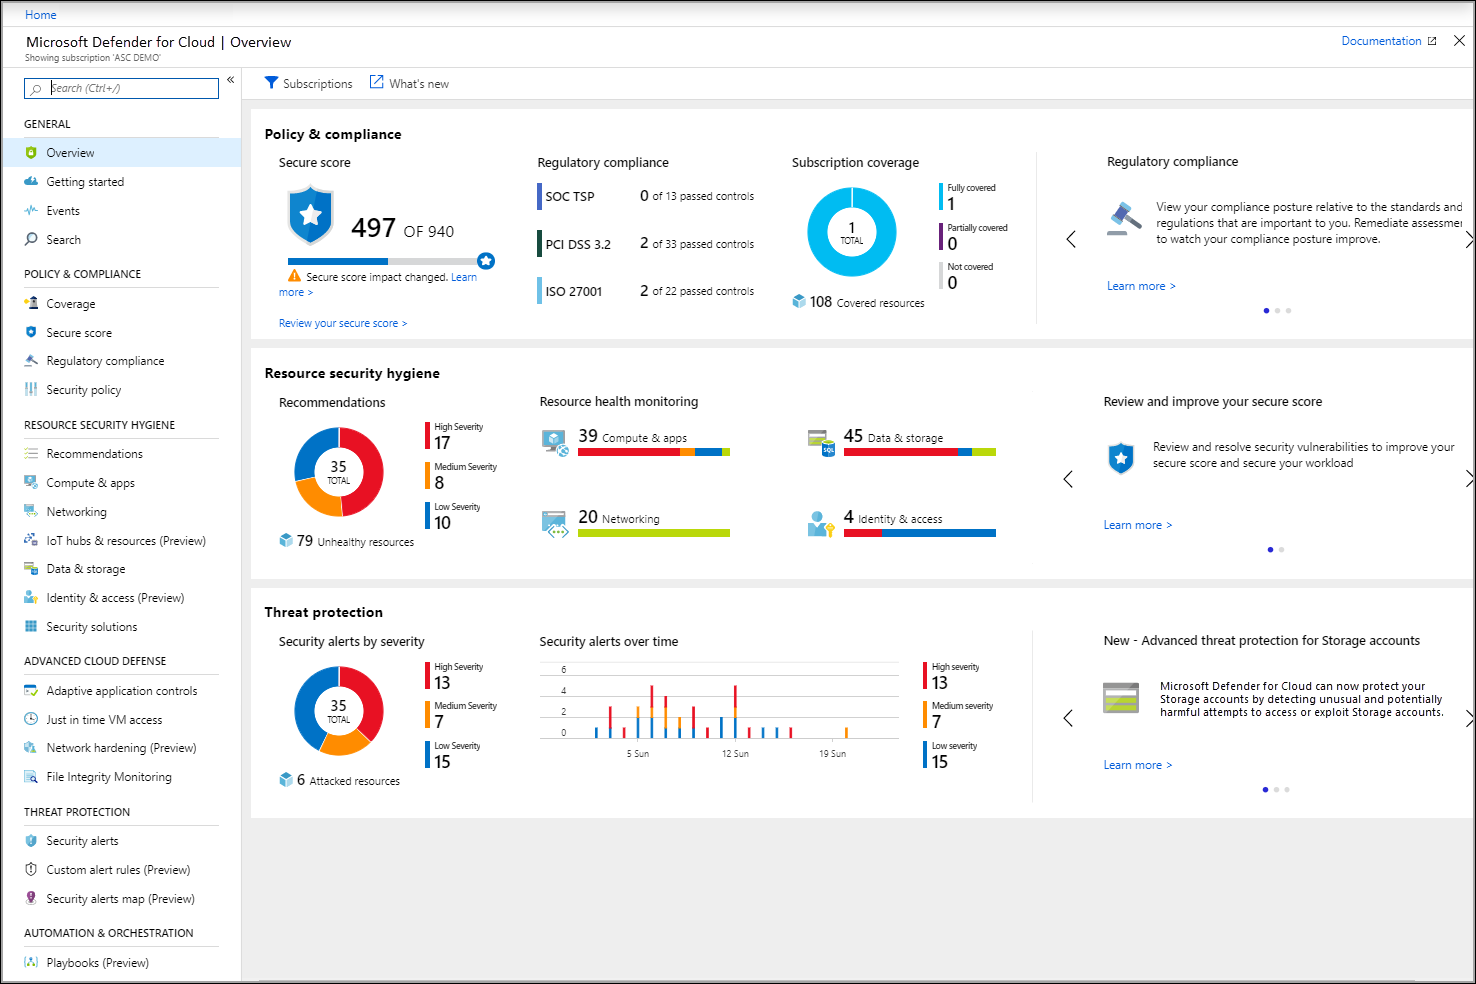 Home
Microsoft Defender for Cloud | Overview
Showing subscription 'ASC DEMO'
Documentation
Search (Ctrl+/)
«
Subscriptions
What's new
GENERAL
Overview
Getting started
Events
Search
POLICY & COMPLIANCE
Coverage
Secure score
Regulatory compliance
Security policy
RESOURCE SECURITY HYGIENE
Recommendations
Compute & apps
Networking
IoT hubs & resources (Preview)
Data & storage
Identity & access (Preview)
Security solutions
ADVANCED CLOUD DEFENSE
Adaptive application controls
Just in time VM access
Network hardening (Preview)
File Integrity Monitoring
THREAT PROTECTION
Security alerts
Custom alert rules (Preview)
Security alerts map (Preview)
AUTOMATION & ORCHESTRATION
Playbooks (Preview)
Policy & compliance
Secure score
497 OF 940
Secure score impact changed. Learn
more >
Review your secure score >
Regulatory compliance
SOC TSP 0 of 13 passed controls
PCI DSS 3.2 2 of 33 passed controls
ISO 27001 2 of 22 passed controls
Subscription coverage
1
TOTAL
Fully covered
1
Partially covered
0
Not covered
0
108 Covered resources
Regulatory compliance
View your compliance posture relative to the standards and
regulations that are important to you. Remediate assessme
to watch your compliance posture improve.
Learn more >
Resource security hygiene
Recommendations
35
TOTAL
High Severity
17
Medium Severity
8
Low Severity
10
79 Unhealthy resources
Resource health monitoring
39 Compute & apps
45 Data & storage
SQL
20 Networking
4 Identity & access
Review and improve your secure score
Review and resolve security vulnerabilities to improve your
secure score and secure your workload
Learn more >
Threat protection
Security alerts by severity
35
TOTAL
High Severity
13
Medium Severity
7
Low Severity
15
6 Attacked resources
Security alerts over time
6
4
2
0
5 Sun
12 Sun
19 Sun
High severity
13
Medium severity
7
Low severity
15
New - Advanced threat protection for Storage accounts
Microsoft Defender for Cloud can now protect your
Storage accounts by detecting unusual and potentially
harmful attempts to access or exploit Storage accounts.
Learn more >